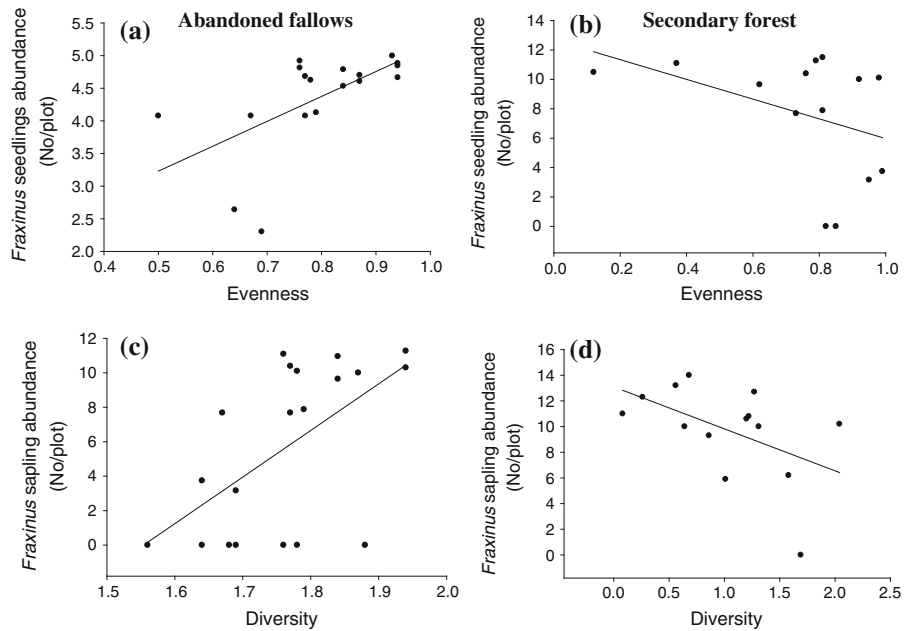 Abandoned fallows
Secondary forest
(a)
Fraxinus seedlings abundance
(No/plot)
5.5
5.0
4.5
4.0
3.5
3.0
2.5
2.0
0.4 0.5 0.6 0.7 0.8 0.9 1.0
Evenness
(b)
Fraxinus seedling abunadnce
(No/plot)
14
12
10
8
6
4
2
0
0.0 0.2 0.4 0.6 0.8 1.0
Evenness
(c)
Fraxinus sapling abundance
(No/plot)
12
10
8
6
4
2
0
1.5 1.6 1.7 1.8 1.9 2.0
Diversity
(d)
Fraxinus sapling abundance
(No/plot)
16
14
12
10
8
6
4
2
0
0.0 0.5 1.0 1.5 2.0 2.5
Diversity